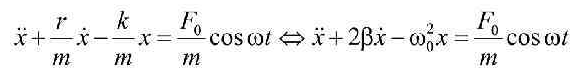 ẍ + r/m ẋ − k/m x = F₀/m cos ωt ⇔ ẍ + 2βẋ − ω₀²x = F₀/m cos ωt